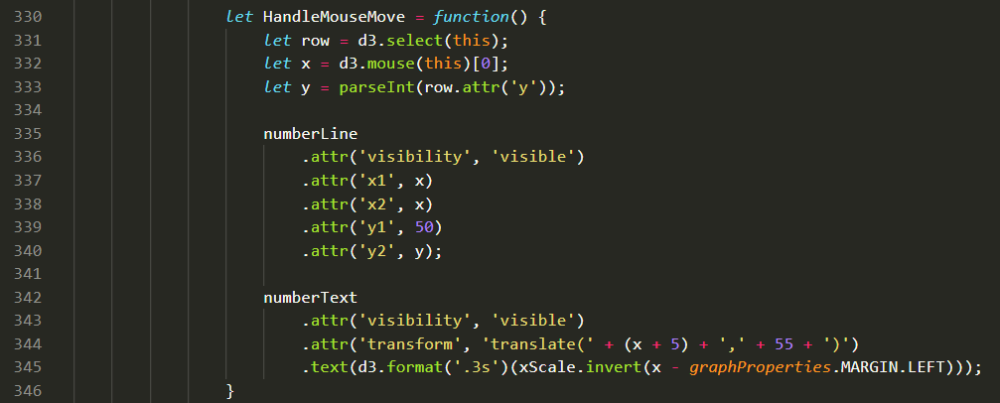 330 let HandleMouseMove = function() {
331 let row = d3.select(this);
332 let x = d3.mouse(this)[0];
333 let y = parseInt(row.attr('y'));
334
335 numberLine
336 .attr('visibility', 'visible')
337 .attr('x1', x)
338 .attr('x2', x)
339 .attr('y1', 50)
340 .attr('y2', y);
341
342 numberText
343 .attr('visibility', 'visible')
344 .attr('transform', 'translate(' + (x + 5) + ',' + 55 + ')')
345 .text(d3.format('.3s')(xScale.invert(x - graphProperties.MARGIN.LEFT)));
346 }